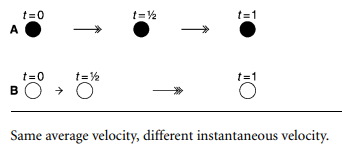 t=0 t=½ t=1
A
t=0 t=½ t=1
B
Same average velocity, different instantaneous velocity.